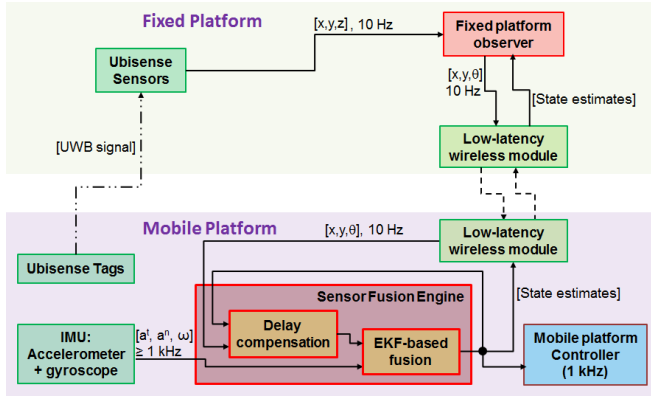 Fixed Platform
[x,y,z] , 10 Hz
Fixed platform
observer
Ubisense
Sensors
[x,y,θ]
10 Hz
[State estimates]
[UWB signal]
Low-latency
wireless module
Mobile Platform
[x,y,θ], 10 Hz
Low-latency
wireless module
Ubisense Tags
Sensor Fusion Engine
[State estimates]
IMU:
Accelerometer
+ gyroscope
[aᵗ, aⁿ, ω]
≥ 1 kHz
Delay
compensation
EKF-based
fusion
Mobile platform
Controller
(1 kHz)